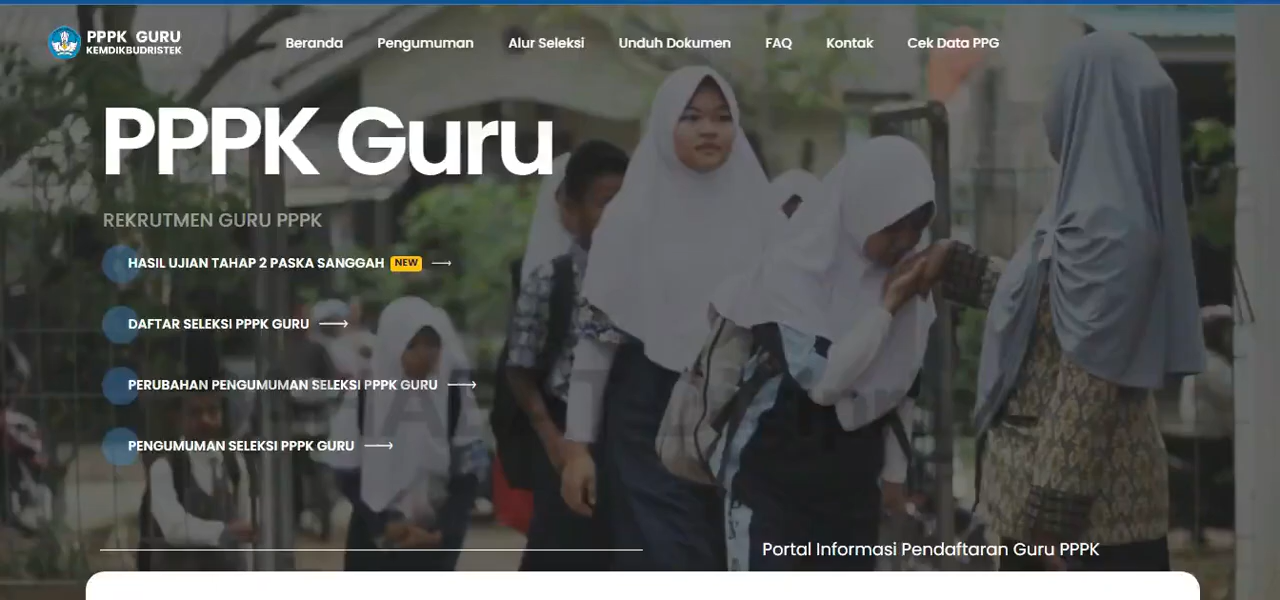 PPPK GURU
KEMDIKBUDRISTEK
Beranda Pengumuman Alur Seleksi Unduh Dokumen FAQ Kontak Cek Data PPG
PPPK Guru
REKRUTMEN GURU PPPK
HASIL UJIAN TAHAP 2 PASKA SANGGAH NEW
DAFTAR SELEKSI PPPK GURU
PERUBAHAN PENGUMUMAN SELEKSI PPPK GURU
PENGUMUMAN SELEKSI PPPK GURU
Portal Informasi Pendaftaran Guru PPPK